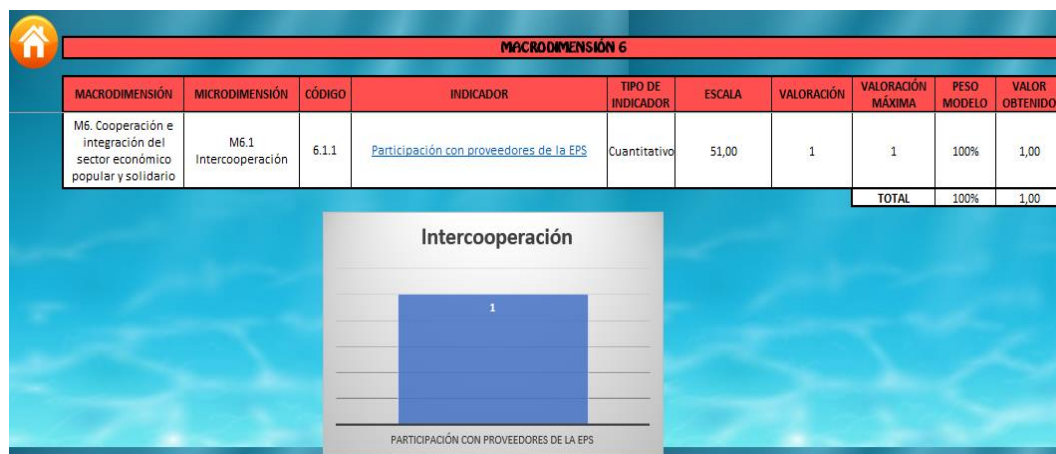 MACRODIMENSIÓN 6
MACRODIMENSIÓN MICRODIMENSIÓN CÓDIGO INDICADOR TIPO DE INDICADOR ESCALA VALORACIÓN VALORACIÓN MÁXIMA PESO MODELO VALOR OBTENIDO
M6. Cooperación e
integración del
sector económico
popular y solidario
M6.1
Intercooperación
6.1.1
Participación con proveedores de la EPS
Cuantitativo
51,00
1
1
100%
1,00
TOTAL 100% 1,00
Intercooperación
1
PARTICIPACIÓN CON PROVEEDORES DE LA EPS